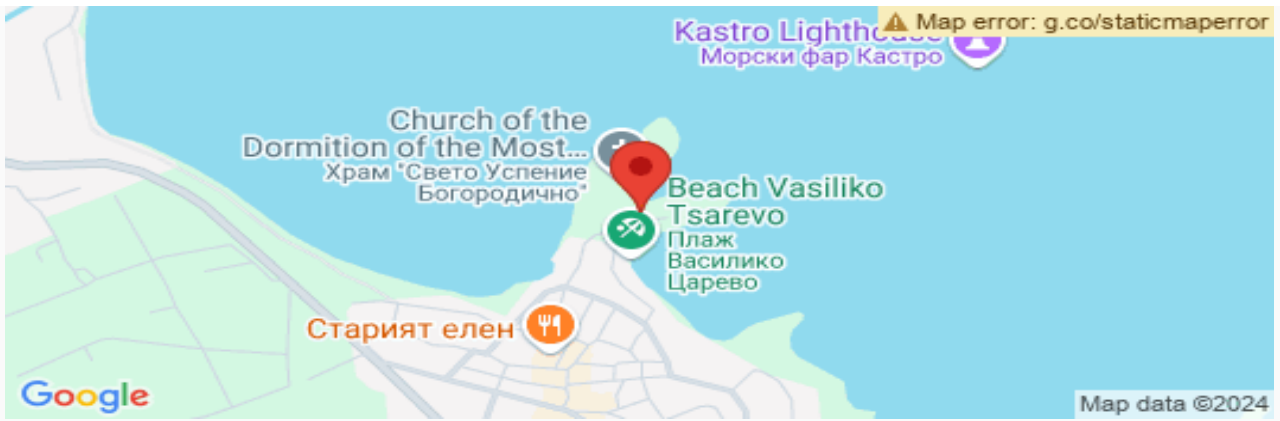 Map error: g.co/staticmaperror
Kastro
Морски фар Кастро
Church of the
Dormition of the Most...
Храм "Свето Успение
Богородично"
Beach Vasiliko
Tsarevo
Плаж
Василико
Царево
Старият елен
Google
Map data ©2024